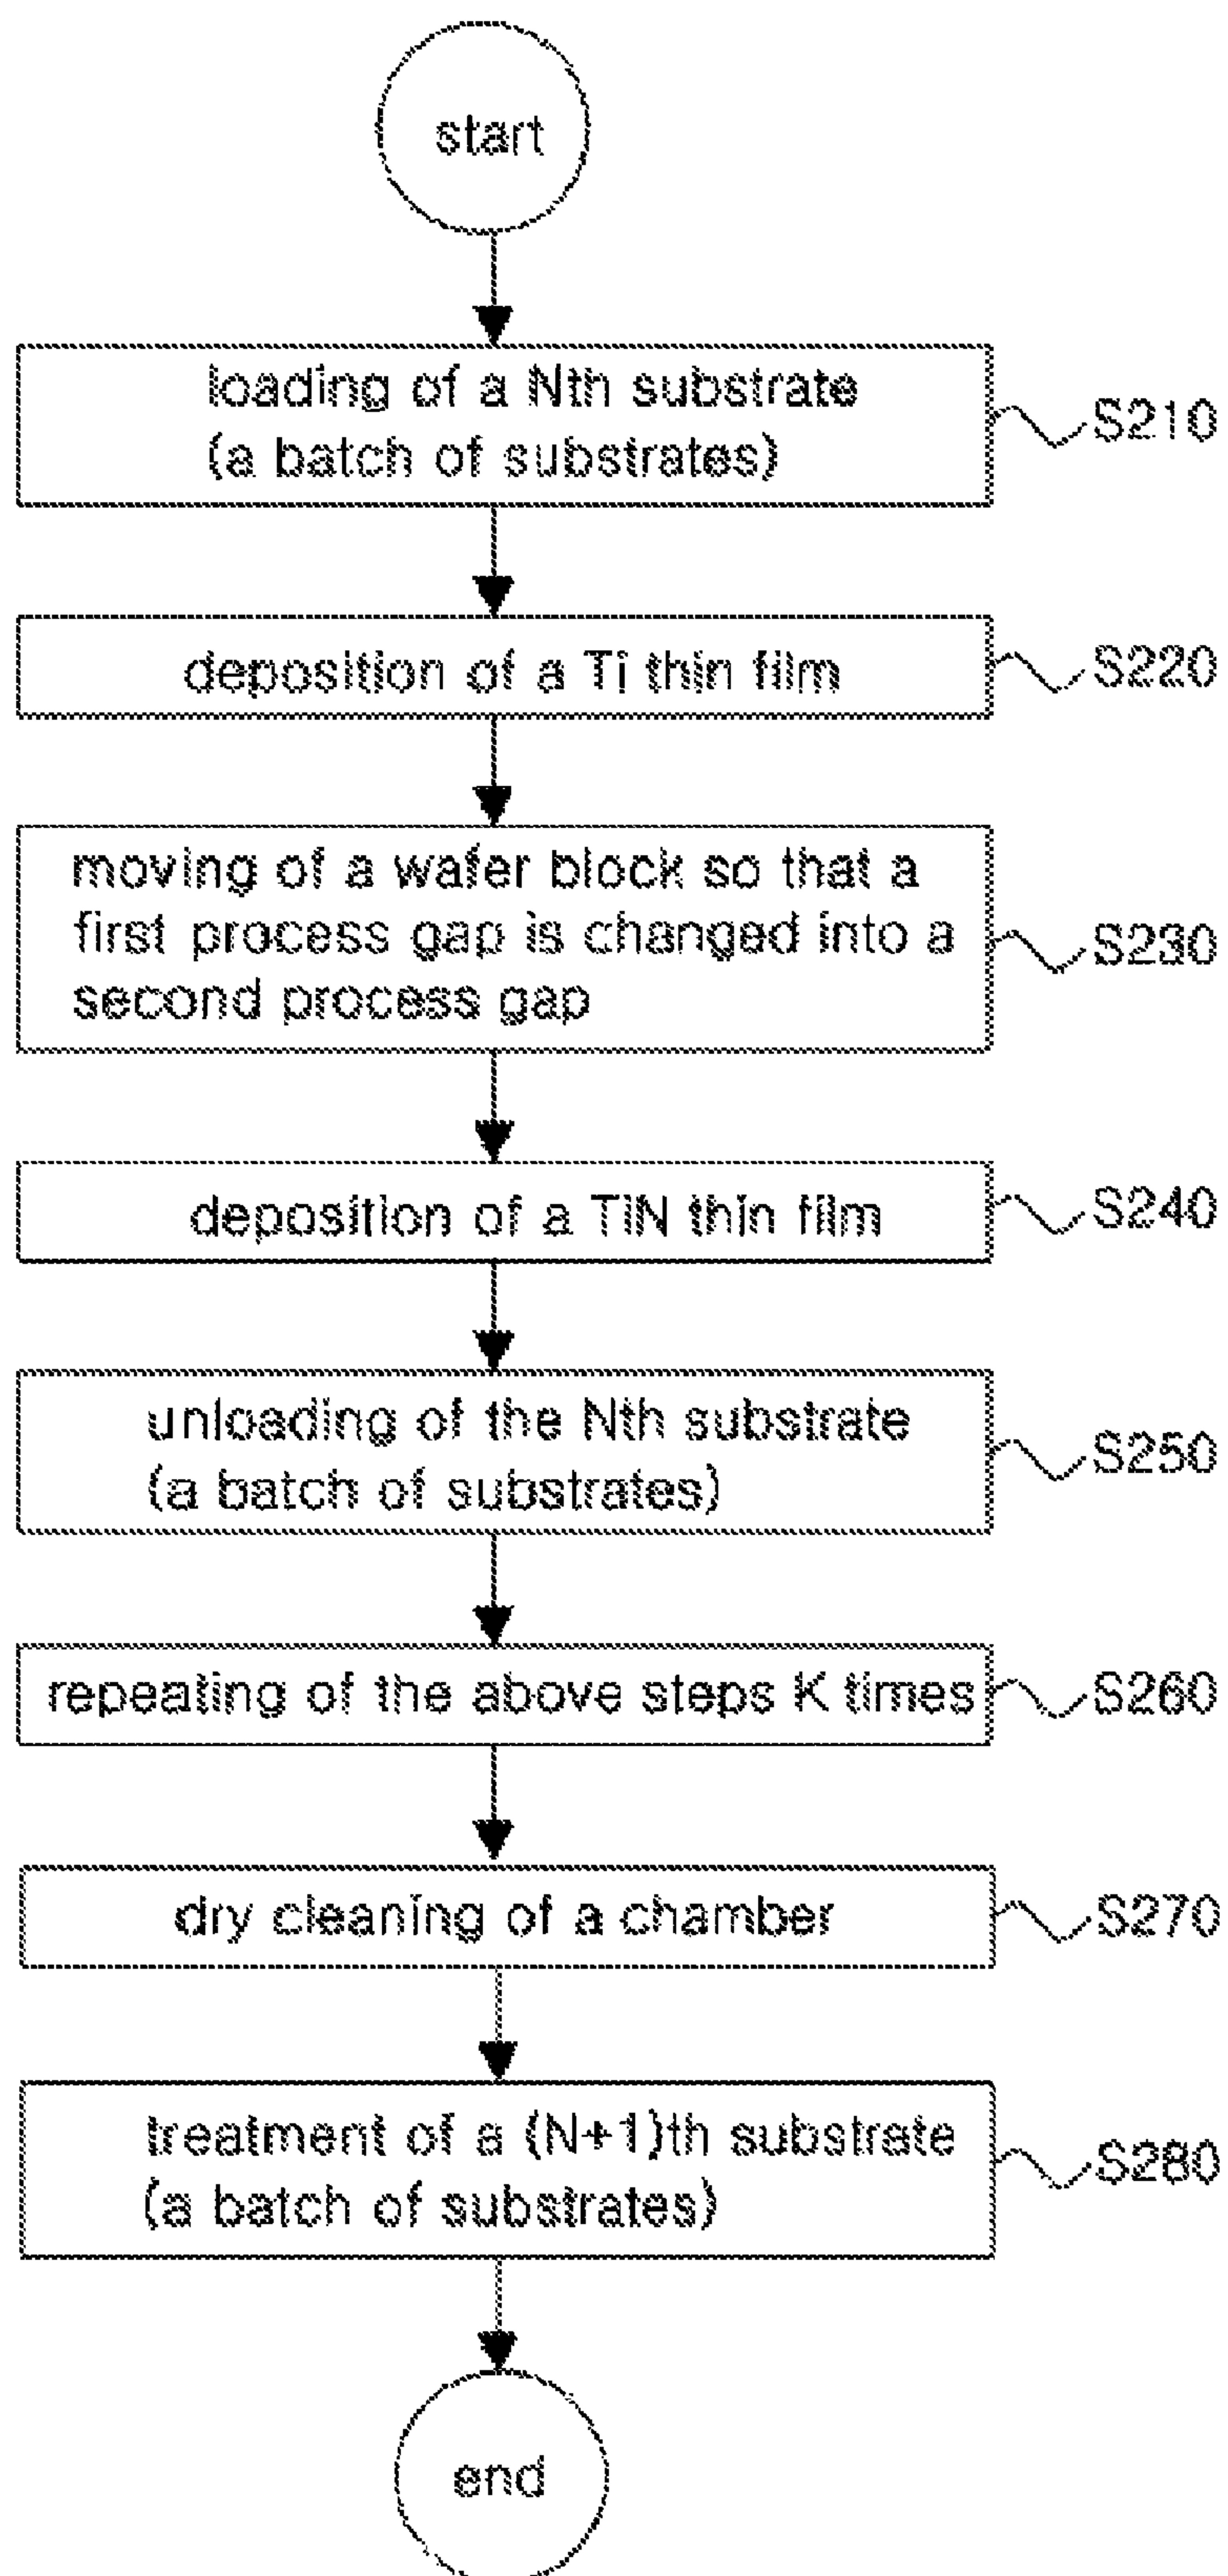 start
loading of a Nth substrate
(a batch of substrates)
S210
deposition of a Ti thin film
S220
moving of a wafer block so that a
first process gap is changed into a
second process gap
S230
deposition of a TiN thin film
S240
unloading of the Nth substrate
(a batch of substrates)
S250
repeating of the above steps K times
S260
dry cleaning of a chamber
S270
treatment of a (N+1)th substrate
(a batch of substrates)
S280
end